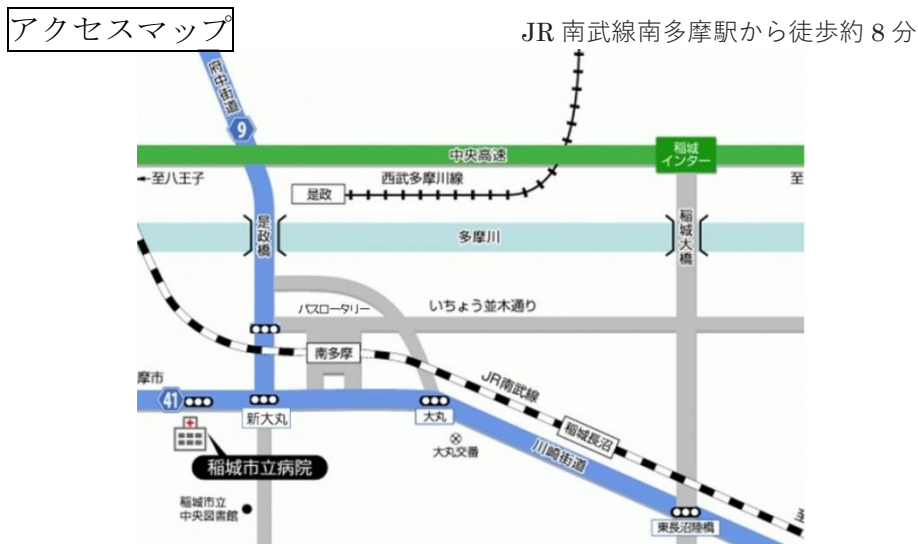 アクセスマップ
JR 南武線南多摩駅から徒歩約 8 分
府中街道
9
中央高速
稲城
インター
←至八王子
西武多摩川線
至
是政
是政橋
多摩川
稲城大橋
バスロータリー
いちょう並木通り
南多摩
JR南武線
摩市
41
新大丸
大丸
稲城長沼
大丸交番
川崎街道
稲城市立病院
稲城市立
中央図書館
至
東長沼陸橋